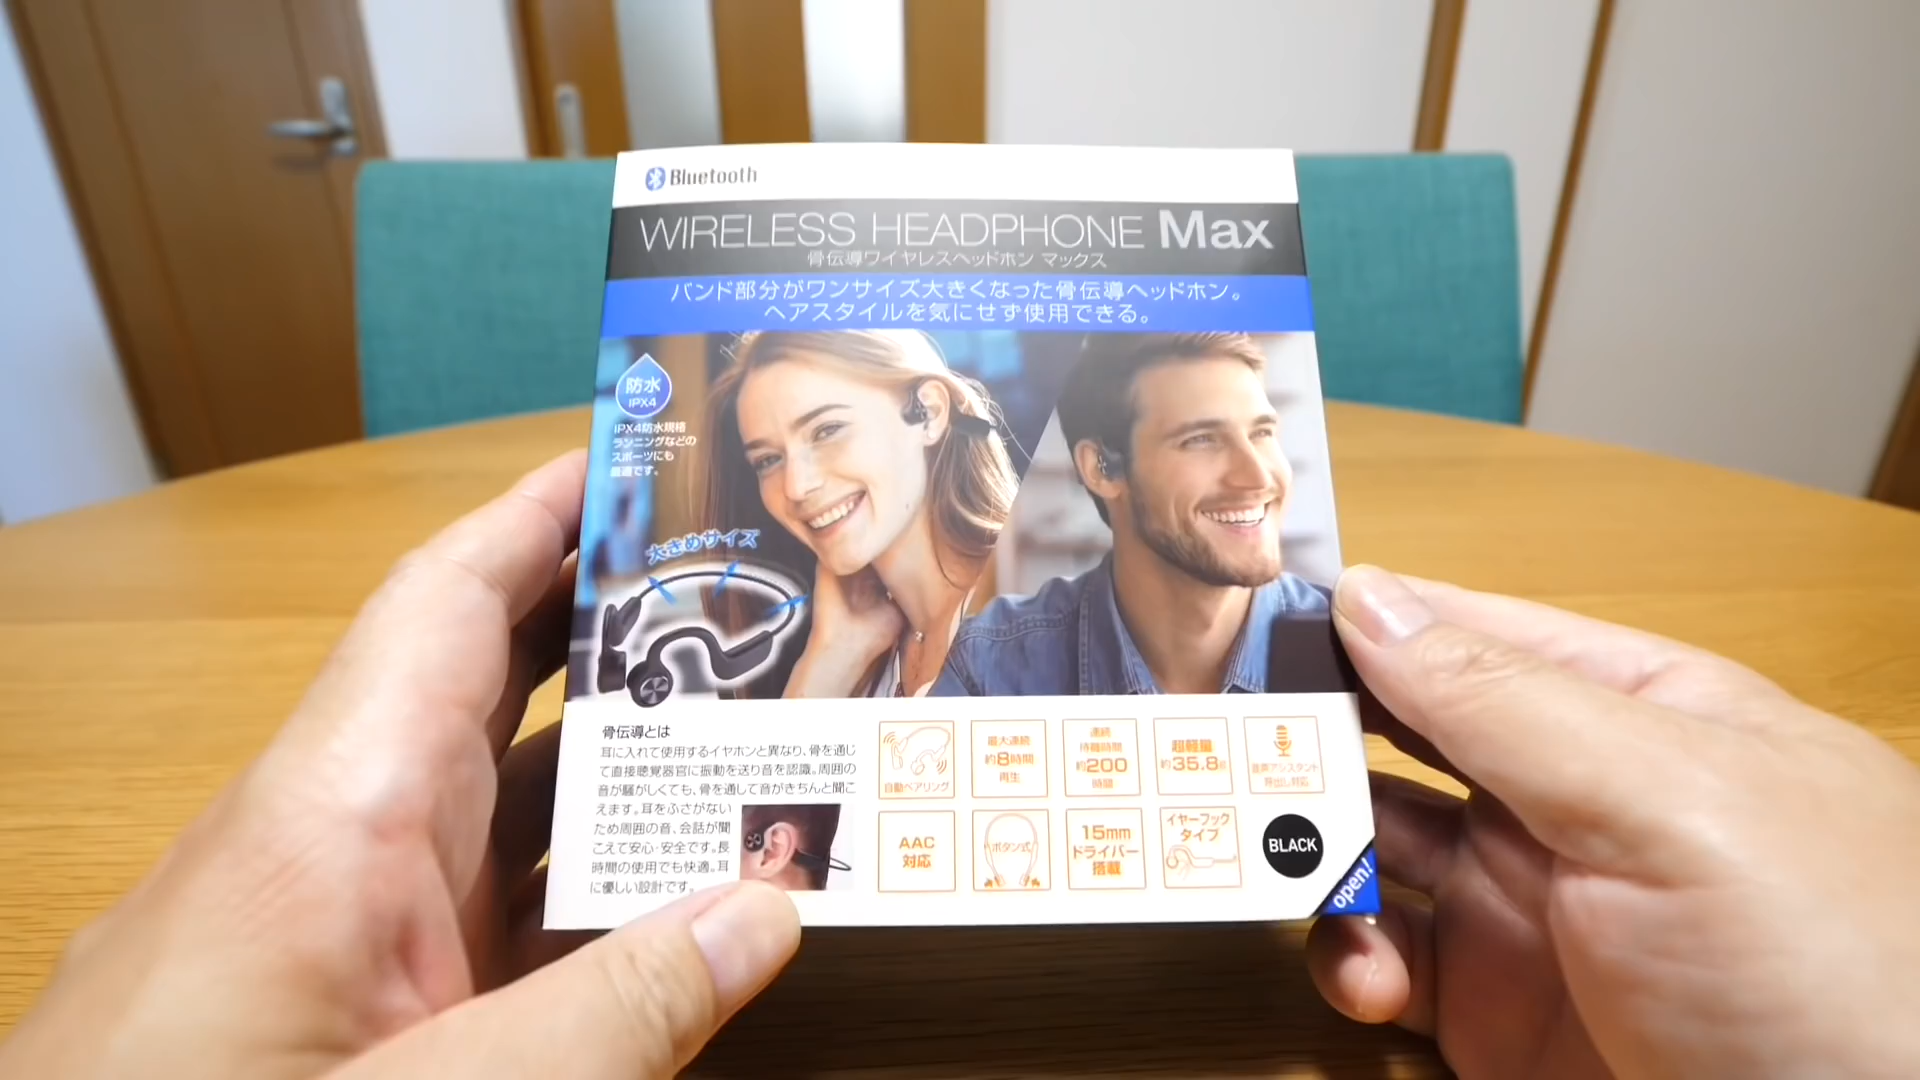 Bluetooth
WIRELESS HEADPHONE Max
骨伝導ワイヤレスヘッドホン マックス
バンド部分がワンサイズ大きくなった骨伝導ヘッドホン。
ヘアスタイルを気にせず使用できる。
防水
IPX4
IPX4防水規格
ランニングなどの
スポーツにも
最適です。
大きめサイズ
骨伝導とは
耳に入れて使用するイヤホンと異なり、骨を通じ
て直接聴覚器官に振動を送り音を認識。周囲の
音が騒がしくても、骨を通して音がきちんと聞こ
えます。耳をふさがない
ため周囲の音、会話が聞
こえて安心・安全です。長
時間の使用でも快適。耳
に優しい設計です。
自動ペアリング
最大連続
約8時間
再生
連続
待機時間
約200
時間
超軽量
約35.8g
音声アシスタント
呼出し対応
AAC
対応
ボタン式
15mm
ドライバー
搭載
イヤーフック
タイプ
BLACK
open!